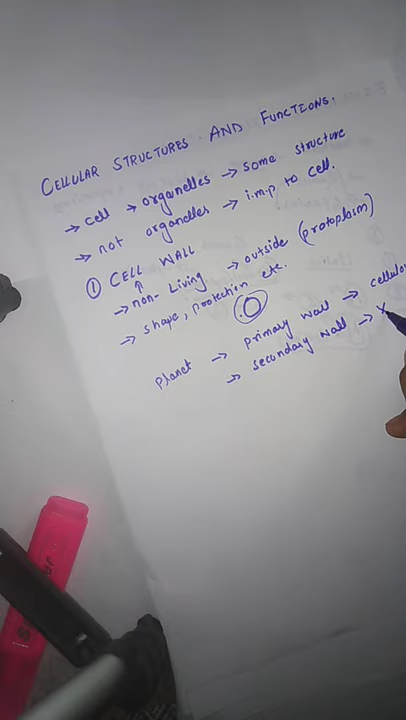 CELLULAR STRUCTURES AND FUNCTIONS.
→ cell → organelles → some structure
→ not organelles → i.m.p to cell.
① CELL WALL
→ non-Living → outside (protoplasm)
→ shape, protection etc.
Planet → primary wall → cellulo
→ secondary wall → x